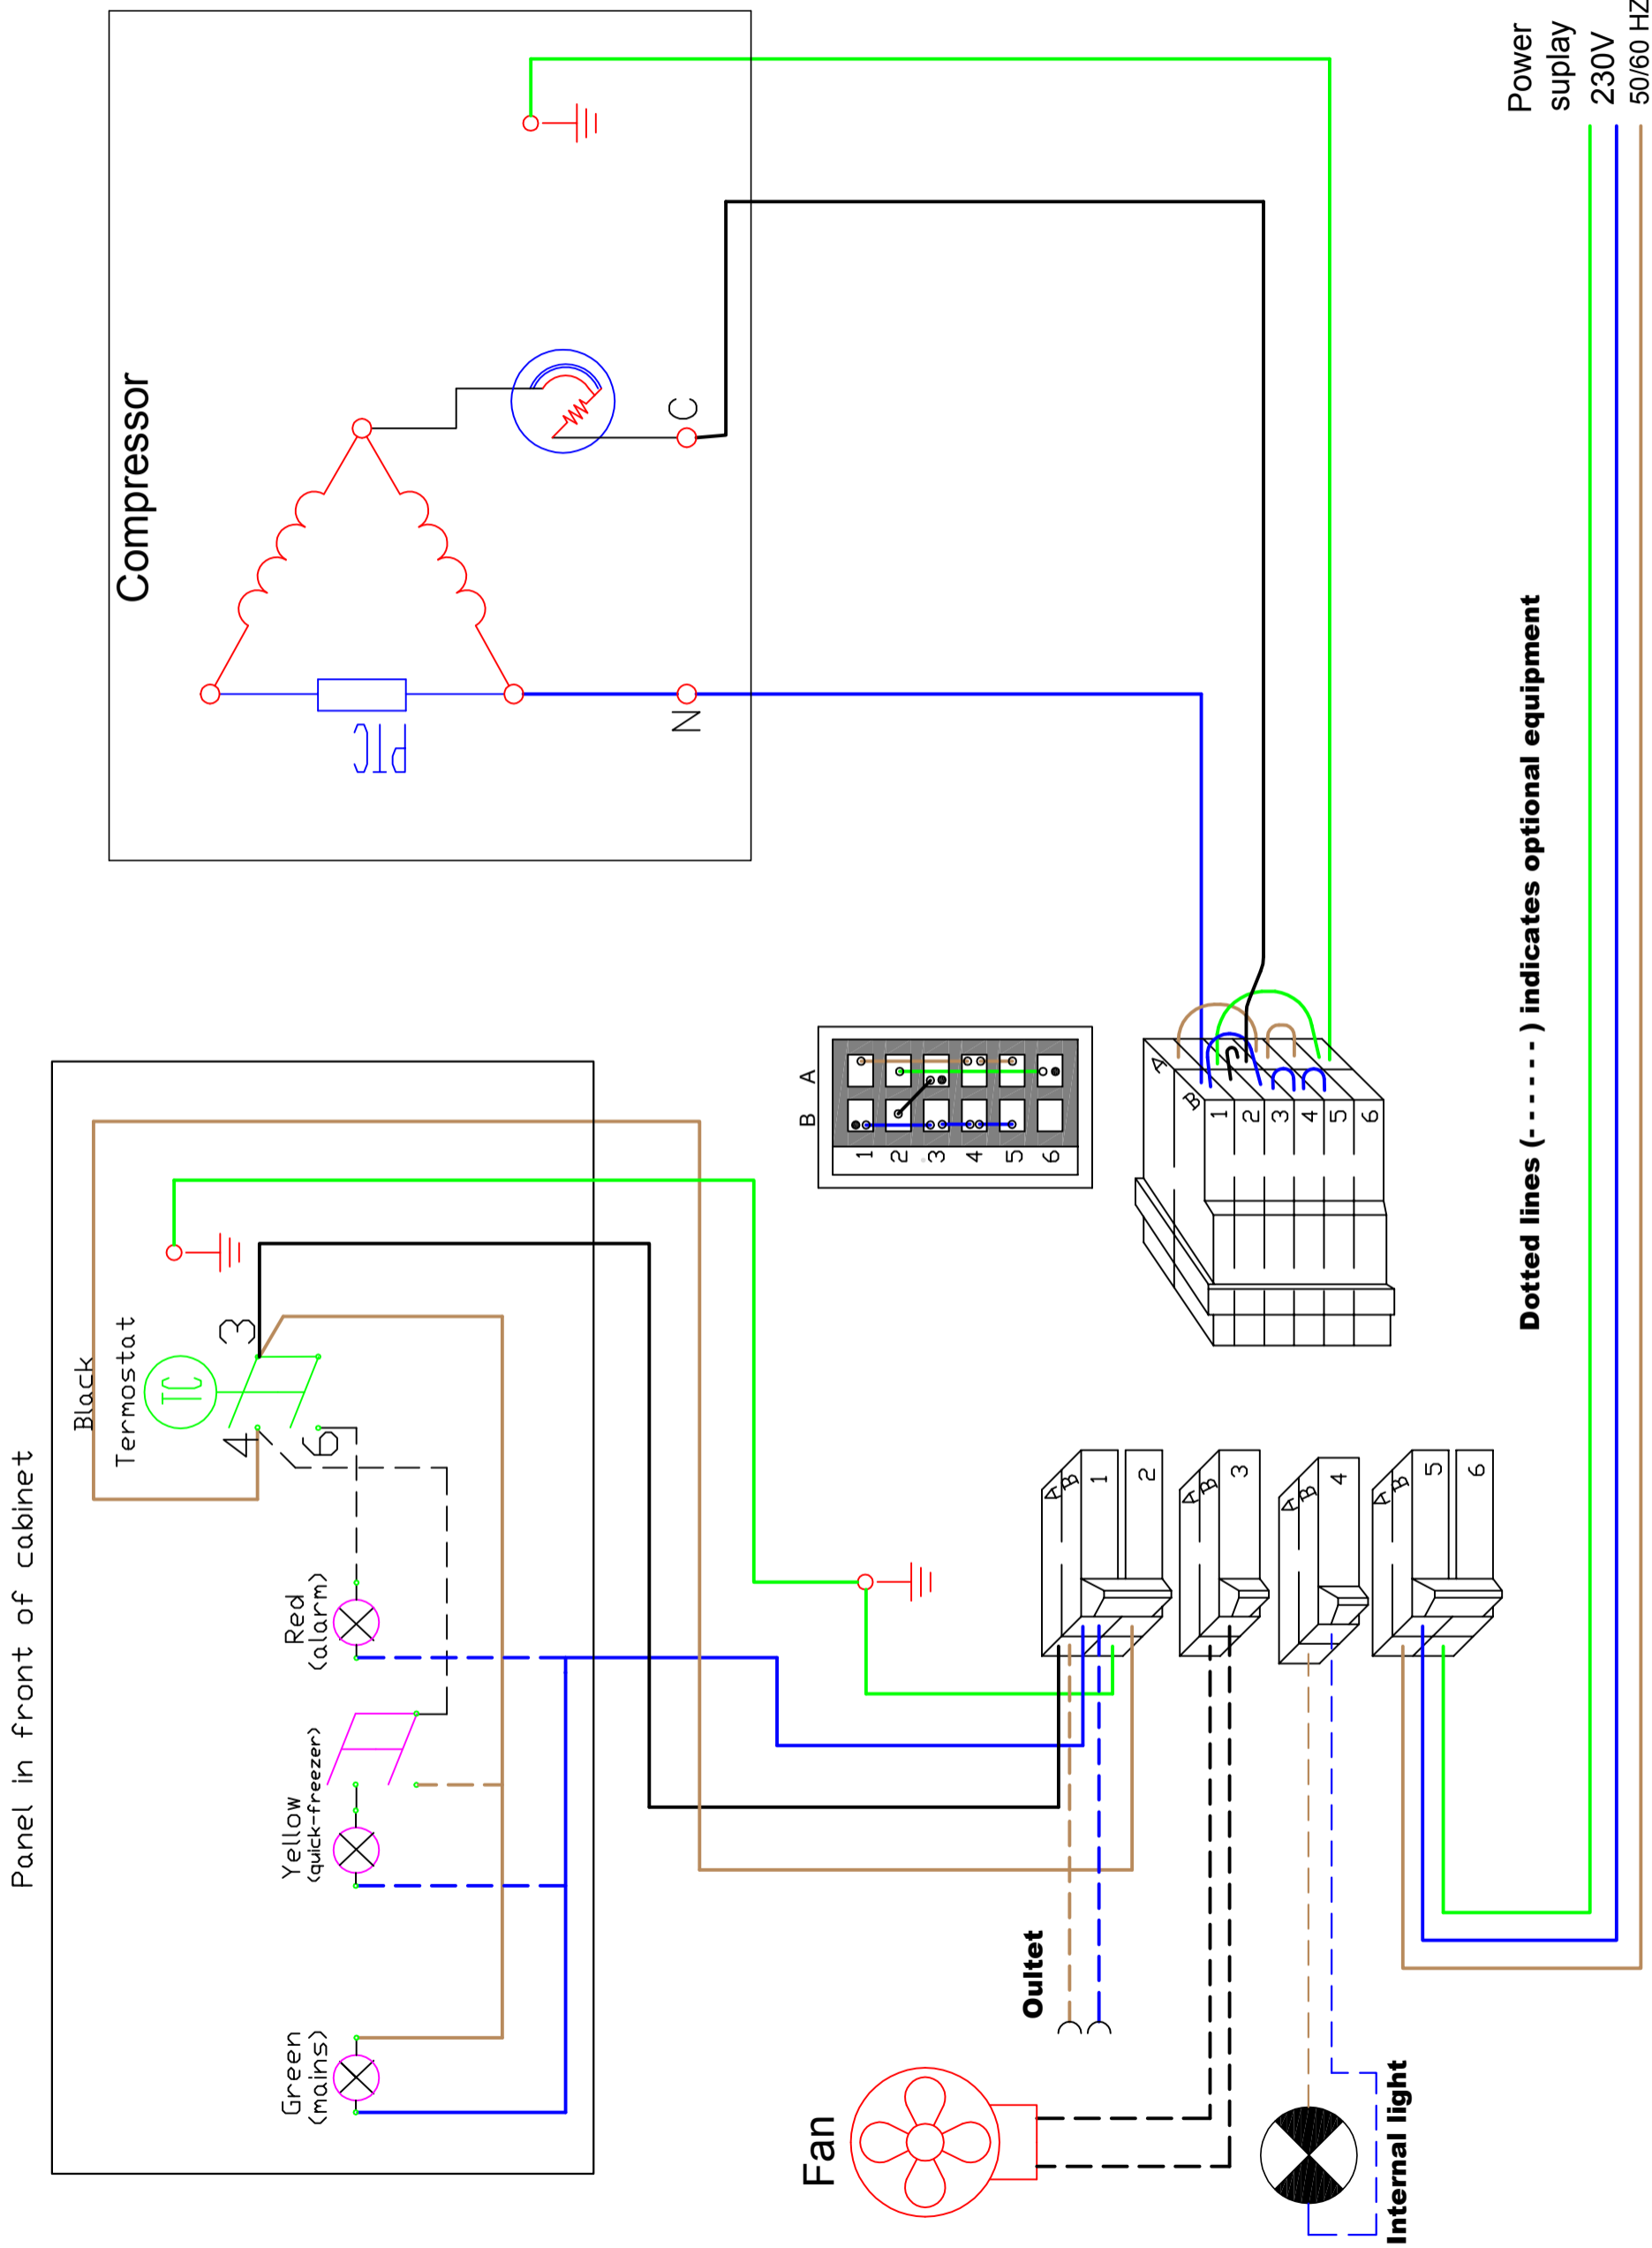 Panel in front of cabinet
Black
Termostat
TC
3
4
6
Red
(alarm)
Yellow
(quick-freezer)
Green
(mains)
Compressor
PTC
N
C
A
B
1
2
3
4
5
6
A
B
1
2
3
4
5
6
A
B
1
2
A
B
3
A
B
4
A
B
5
6
Oultet
Fan
Internal light
Dotted lines (- - - - - - ) indicates optional equipment
Power
suplay
230V
50/60 HZ